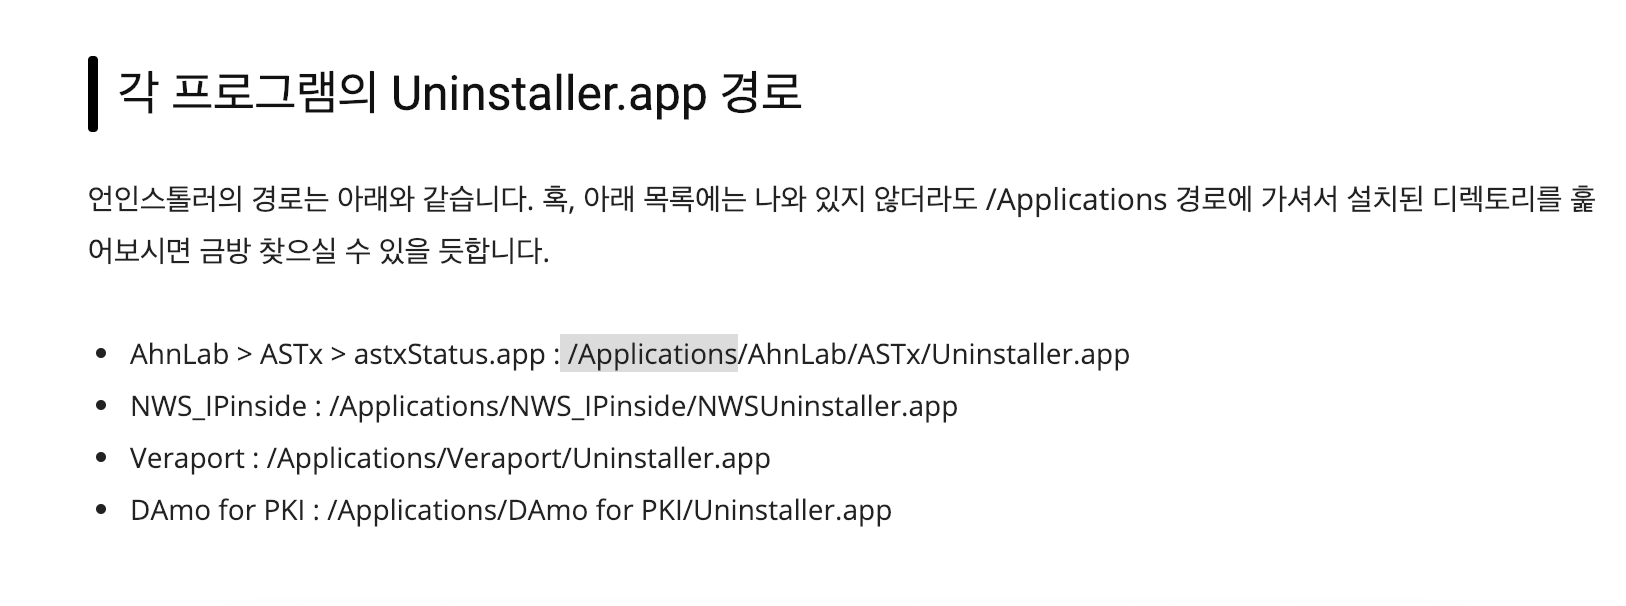 각 프로그램의 Uninstaller.app 경로
언인스톨러의 경로는 아래와 같습니다. 혹, 아래 목록에는 나와 있지 않더라도 /Applications 경로에 가셔서 설치된 디렉토리를 훑
어보시면 금방 찾으실 수 있을 듯합니다.
• AhnLab > ASTx > astxStatus.app : /Applications/AhnLab/ASTx/Uninstaller.app
• NWS_IPinside : /Applications/NWS_IPinside/NWSUninstaller.app
• Veraport : /Applications/Veraport/Uninstaller.app
• DAmo for PKI : /Applications/DAmo for PKI/Uninstaller.app